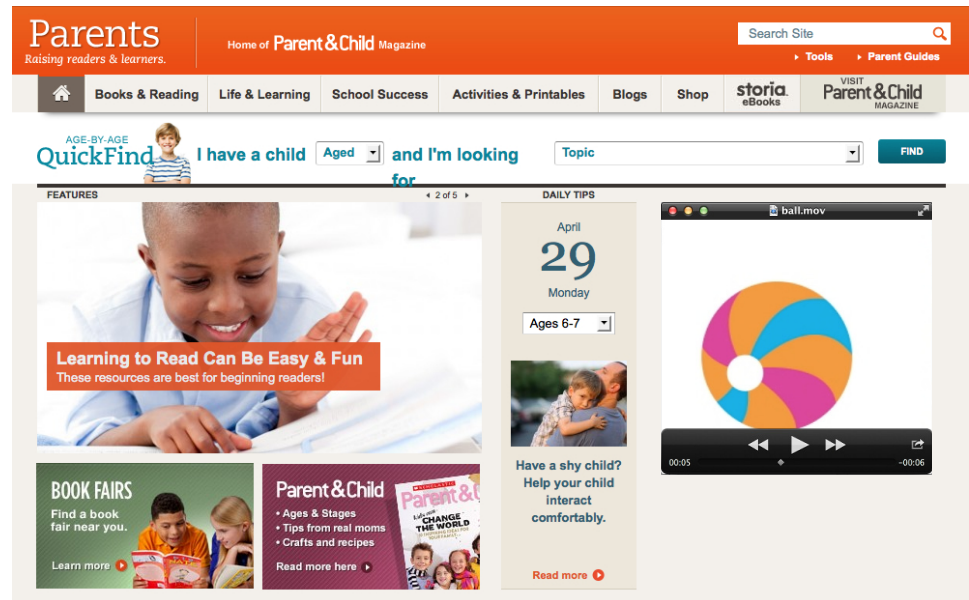 Parents
Raising readers & learners.
Home of Parent&Child Magazine
Search Site
Tools
Parent Guides
Books & Reading
Life & Learning
School Success
Activities & Printables
Blogs
Shop
storia
eBooks
VISIT
Parent&Child
MAGAZINE
AGE-BY-AGE
QuickFind
I have a child
Aged
and I'm looking
for
Topic
FIND
FEATURES
2 of 5
DAILY TIPS
April
29
Monday
Ages 6-7
Learning to Read Can Be Easy & Fun
These resources are best for beginning readers!
ball.mov
00:05
-00:06
Have a shy child?
Help your child
interact
comfortably.
Read more
BOOK FAIRS
Find a book
fair near you.
Learn more
Parent&Child
• Ages & Stages
• Tips from real moms
• Crafts and recipes
Read more here
SCHOLASTIC
Parent&C
CHANGE
THE WORLD